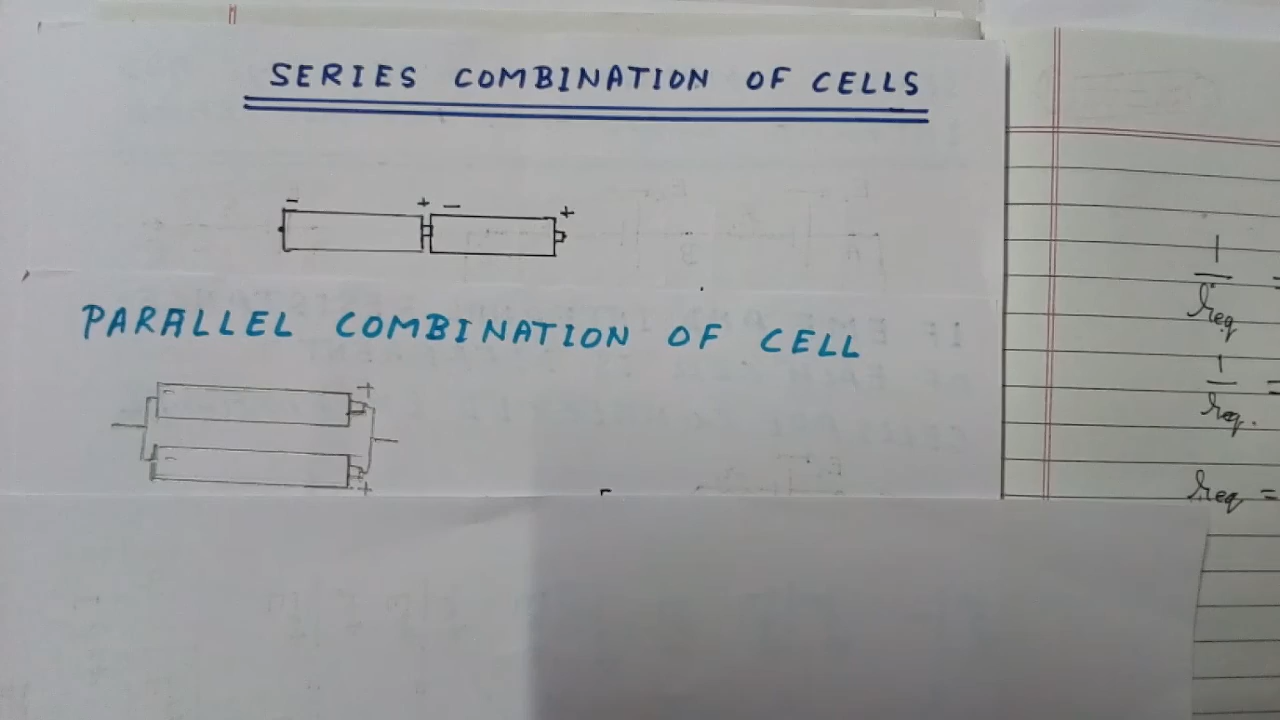 SERIES COMBINATION OF CELLS
- + - +
PARALLEL COMBINATION OF CELL
- +
- +
1/req =
1/req. =
req =